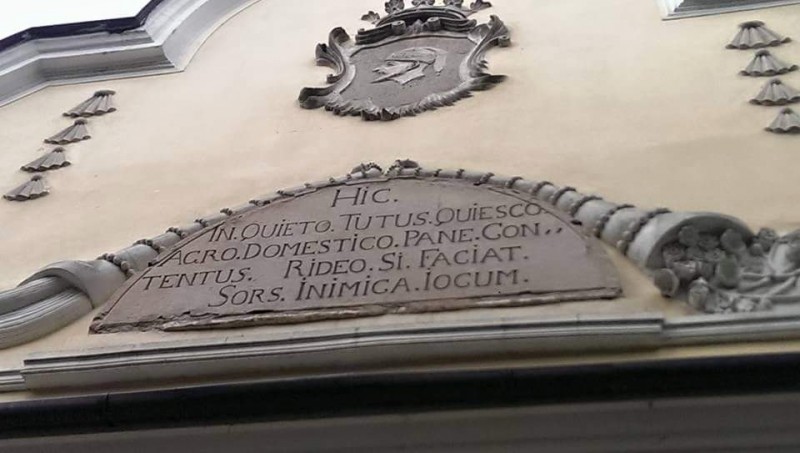 HIC.
IN.QUIETO.TUTUS.QUIESCO.
AGRO.DOMESTICO.PANE.CON,,
TENTUS. RIDEO.SI.FACIAT.
SORS.INIMICA.IOCUM.